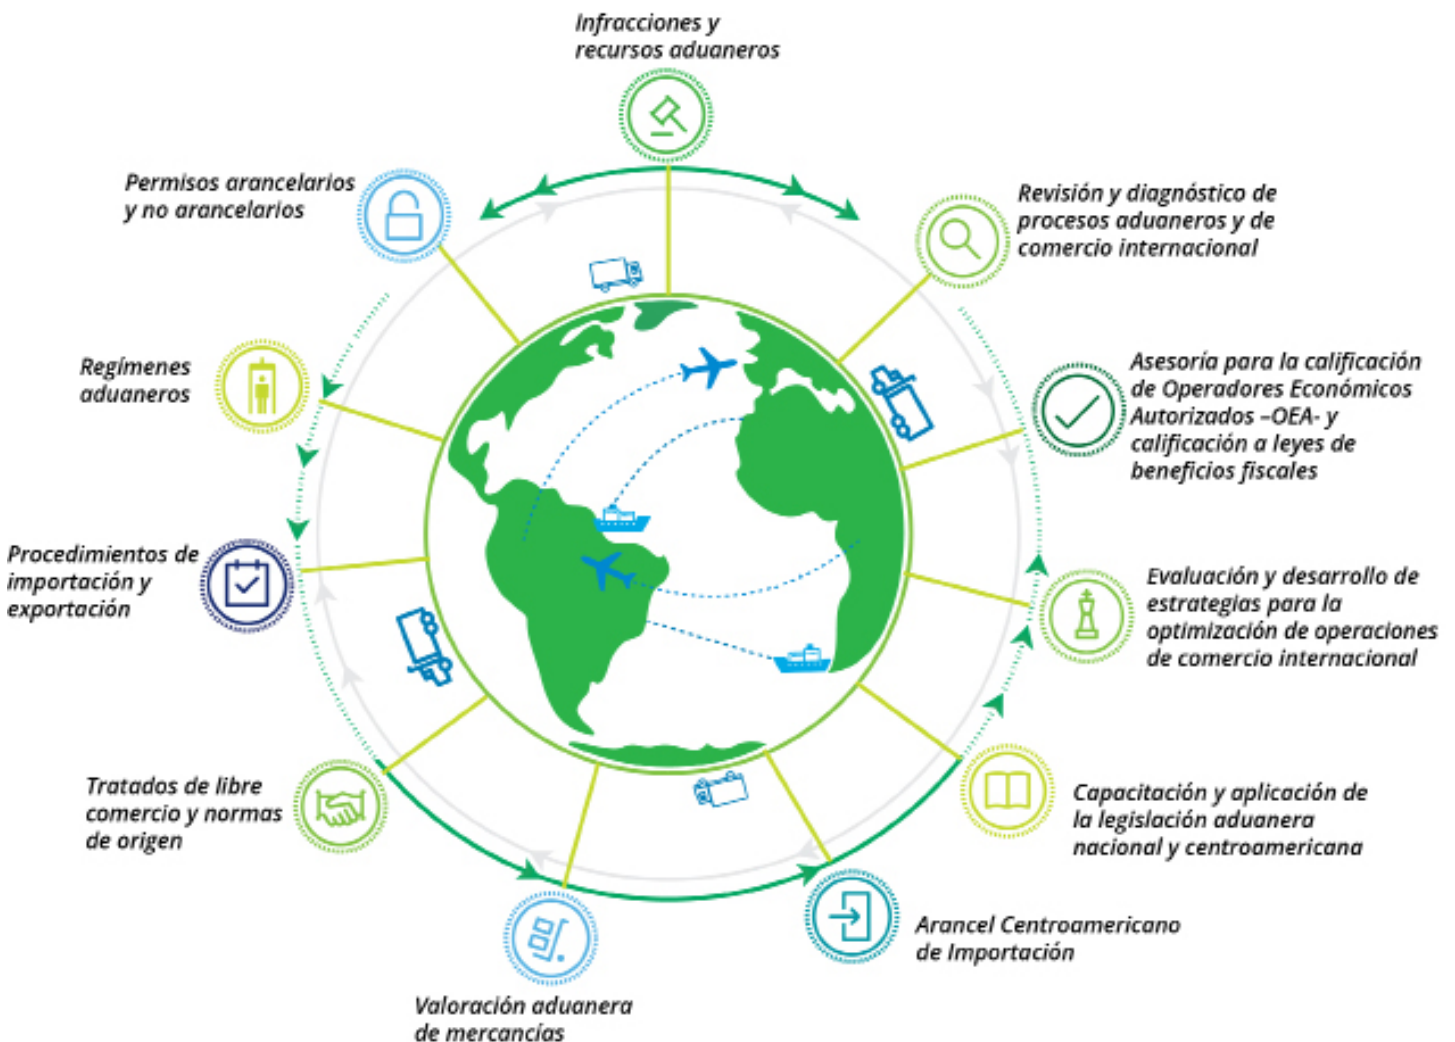 Infracciones y
recursos aduaneros
Permisos arancelarios
y no arancelarios
Revisión y diagnóstico de
procesos aduaneros y de
comercio internacional
Regímenes
aduaneros
Asesoría para la calificación
de Operadores Económicos
Autorizados –OEA- y
calificación a leyes de
beneficios fiscales
Procedimientos de
importación y
exportación
Evaluación y desarrollo de
estrategias para la
optimización de operaciones
de comercio internacional
Tratados de libre
comercio y normas
de origen
Capacitación y aplicación de
la legislación aduanera
nacional y centroamericana
Arancel Centroamericano
de Importación
Valoración aduanera
de mercancías